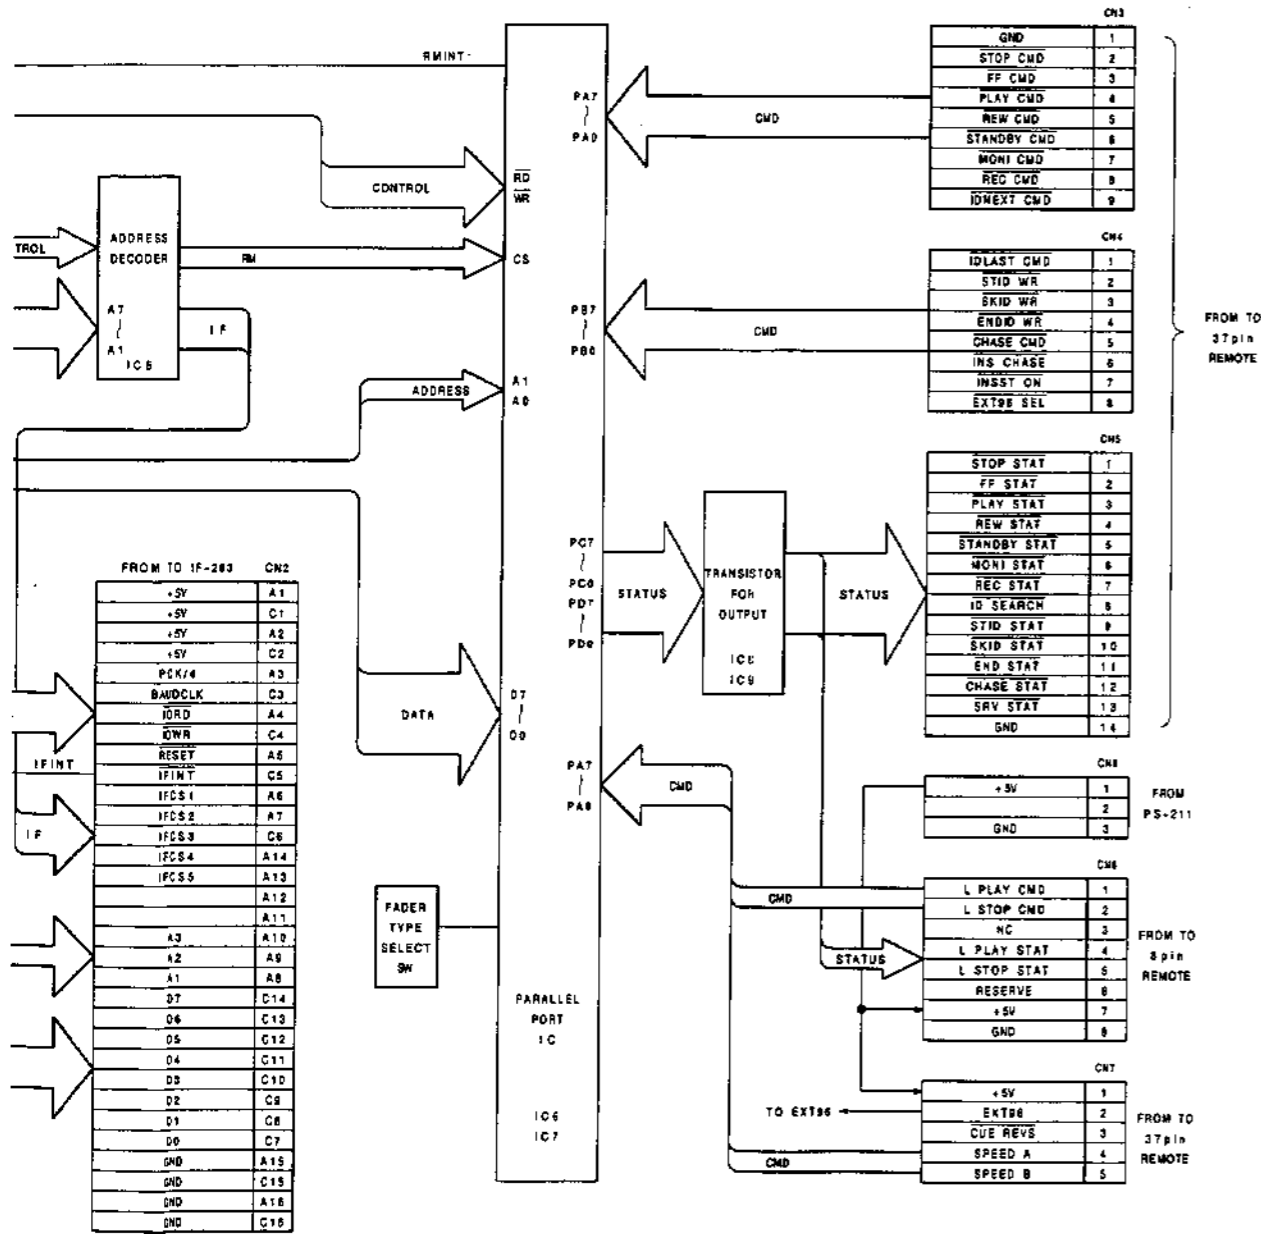 RMINT
CONTROL
TROL
ADDRESS
DECODER
A7
A1
IC5
RM
IF
ADDRESS
DATA
FROM TO IF-263 CN2
+5V A1
+5V C1
+5V A2
+5V C2
PCK/4 A3
BAUDCLK C3
IORD A4
IOWR C4
RESET A5
IFINT C5
IFCS1 A6
IFCS2 A7
IFCS3 C6
IFCS4 A14
IFCS5 A13
A12
A11
A3 A10
A2 A9
A1 A8
D7 C14
D6 C13
D5 C12
D4 C11
D3 C10
D2 C9
D1 C8
D0 C7
GND A15
GND C15
GND A16
GND C16
IFINT
IF
FADER
TYPE
SELECT
SW
RD
WR
CS
A1
A0
D7
D0
PA7
PA0
PB7
PB0
PC7
PC0
PD7
PD0
PA7
PA0
PARALLEL
PORT
IC
IC6
IC7
CMD
CMD
STATUS
TRANSISTOR
FOR
OUTPUT
IC8
IC9
STATUS
CMD
CMD
STATUS
TO EXT96
CMD
CN3
GND 1
STOP CMD 2
FF CMD 3
PLAY CMD 4
REW CMD 5
STANDBY CMD 6
MONI CMD 7
REC CMD 8
IDNEXT CMD 9
CN4
IDLAST CMD 1
STID WR 2
SKID WR 3
ENDID WR 4
CHASE CMD 5
INS CHASE 6
INSST ON 7
EXT96 SEL 8
FROM TO
37pin
REMOTE
CN5
STOP STAT 1
FF STAT 2
PLAY STAT 3
REW STAT 4
STANDBY STAT 5
MONI STAT 6
REC STAT 7
ID SEARCH 8
STID STAT 9
SKID STAT 10
END STAT 11
CHASE STAT 12
SRV STAT 13
GND 14
+5V 1
2
GND 3
FROM
PS-211
CN6
L PLAY CMD 1
L STOP CMD 2
NC 3
L PLAY STAT 4
L STOP STAT 5
RESERVE 6
+5V 7
GND 8
FROM TO
8pin
REMOTE
CN7
+5V 1
EXT96 2
CUE REVS 3
SPEED A 4
SPEED B 5
FROM TO
37pin
REMOTE